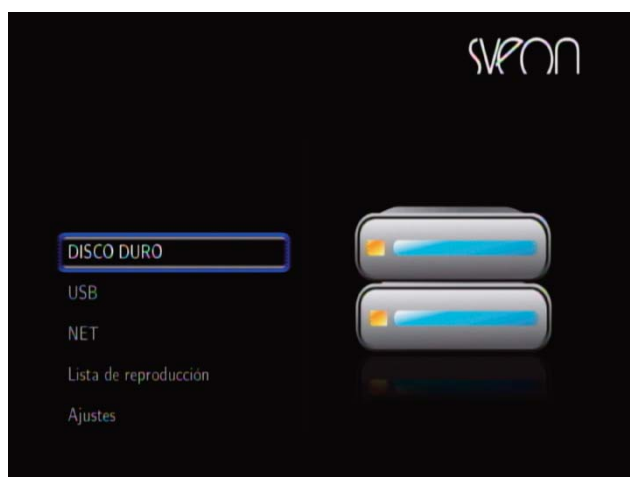 sveon
DISCO DURO
USB
NET
Lista de reproducción
Ajustes